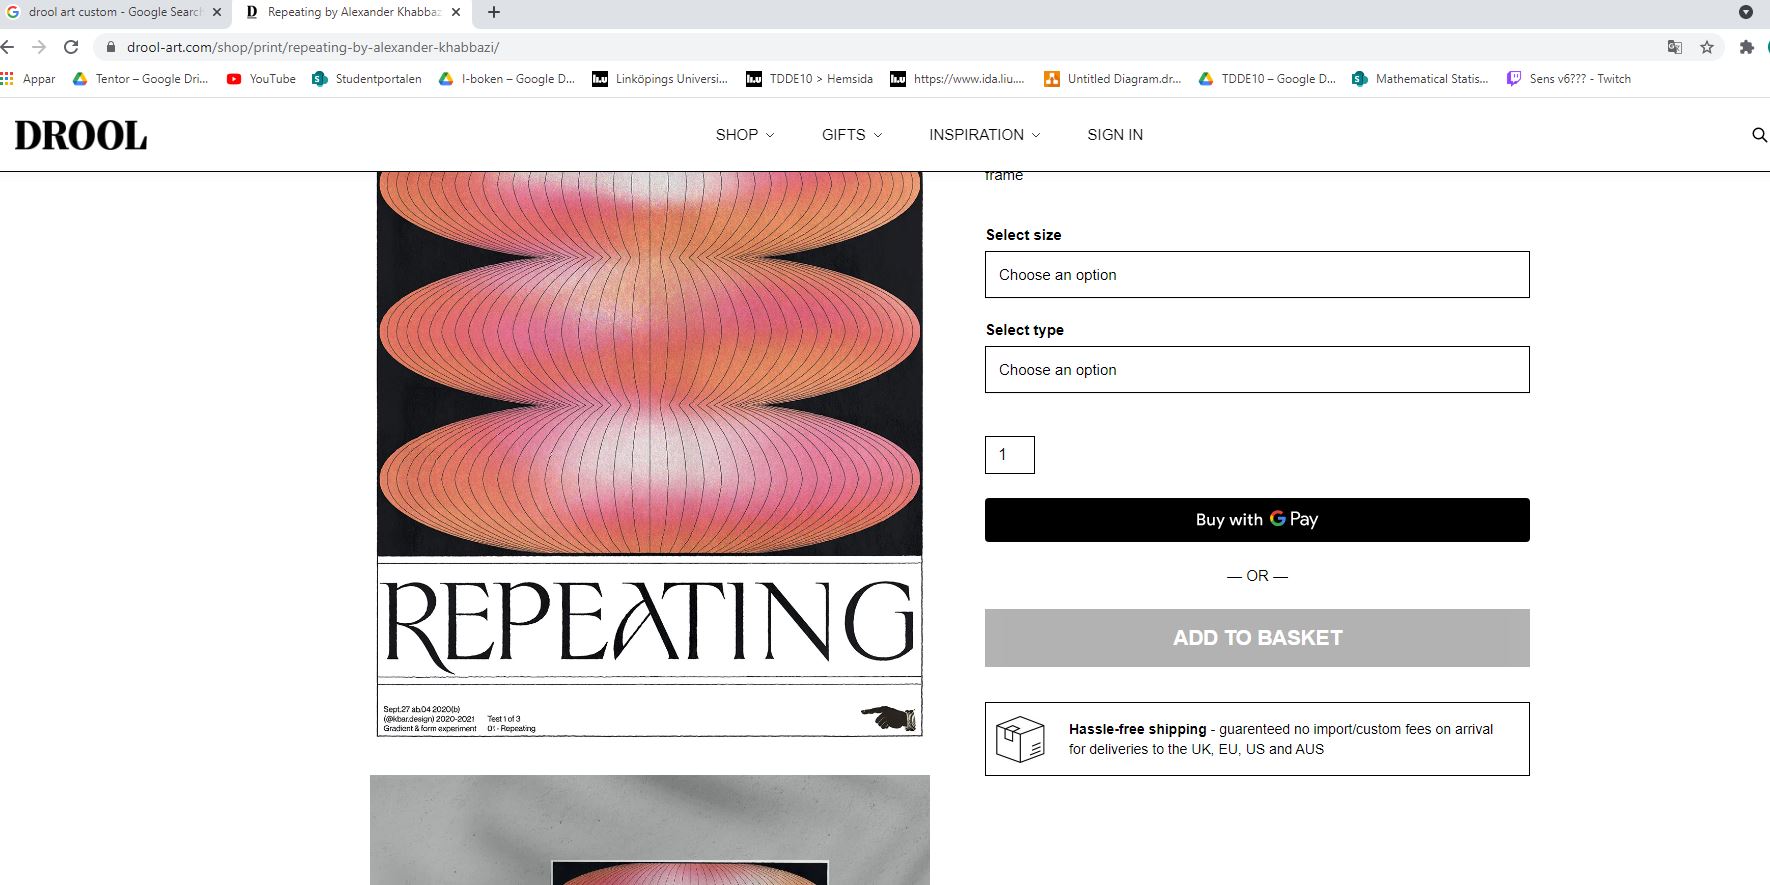 drool art custom - Google Search
Repeating by Alexander Khabbaz
drool-art.com/shop/print/repeating-by-alexander-khabbazi/
Appar
Tentor – Google Dri...
YouTube
Studentportalen
I-boken – Google D...
Linköpings Universi...
TDDE10 > Hemsida
https://www.ida.liu....
Untitled Diagram.dr...
TDDE10 – Google D...
Mathematical Statis...
Sens v6??? - Twitch
DROOL
SHOP
GIFTS
INSPIRATION
SIGN IN
frame
Select size
Choose an option
Select type
Choose an option
1
Buy with G Pay
— OR —
ADD TO BASKET
Hassle-free shipping - guarenteed no import/custom fees on arrival
for deliveries to the UK, EU, US and AUS
REPEATING
Sept.27 ab.04 2020(b)
(@kbar.design) 2020-2021 Test 1 of 3
Gradient & form experiment 01 - Repeating